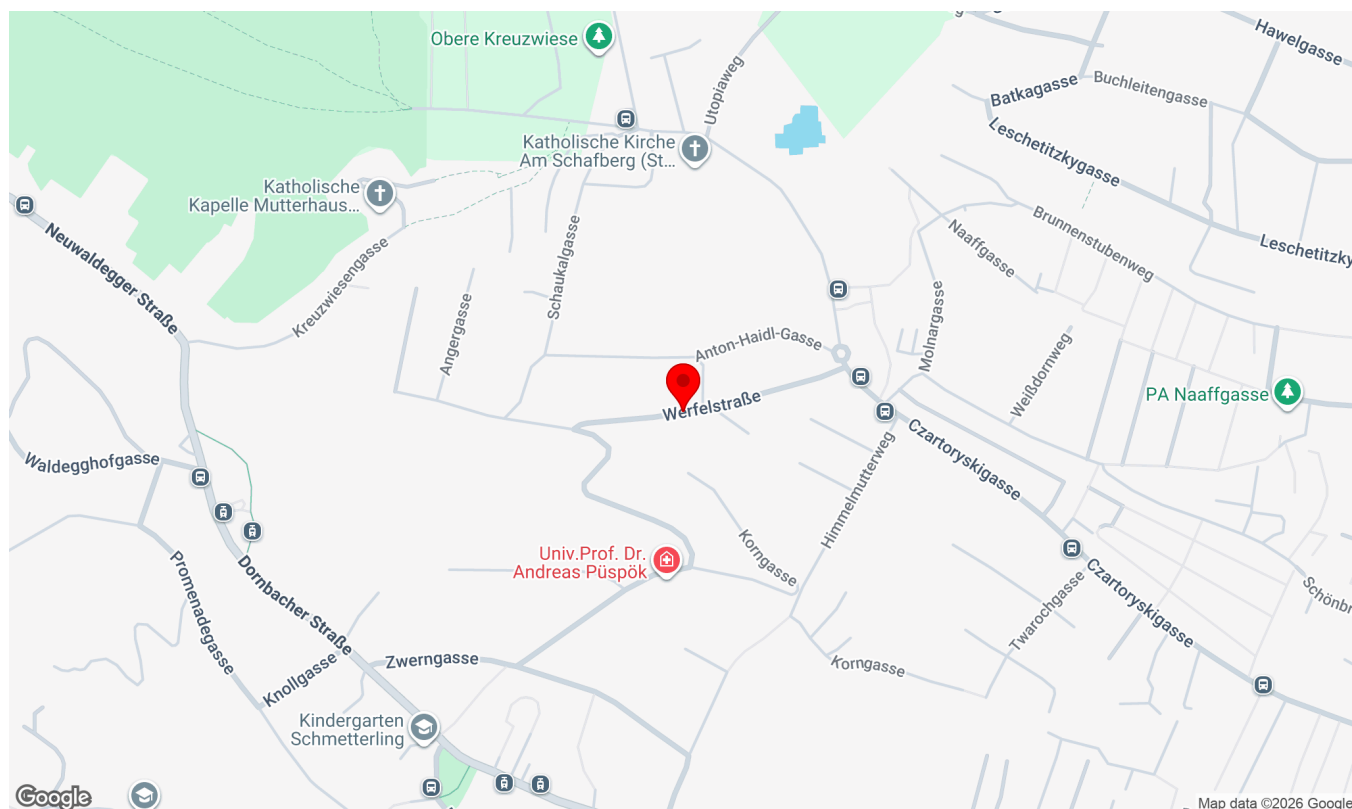 Obere Kreuzwiese
Utopiaweg
Hawelgasse
Batkagasse
Buchleitengasse
Leschetitzkygasse
Katholische Kirche
Am Schafberg (St...
Katholische
Kapelle Mutterhaus...
Neuwaldegger Straße
Kreuzwiesengasse
Schaukalgasse
Angergasse
Naaffgasse
Brunnenstubenweg
Leschetitzky
Molnargasse
Anton-Haidl-Gasse
Weißdornweg
PA Naaffgasse
Werfelstraße
Czartoryskigasse
Waldegghofgasse
Himmelmutterweg
Korngasse
Univ.Prof. Dr.
Andreas Püspök
Promenadegasse
Dornbacher Straße
Czartoryskigasse
Schönbr
Twarochgasse
Zwerngasse
Knollgasse
Korngasse
Kindergarten
Schmetterling
Google
Map data ©2026 Google